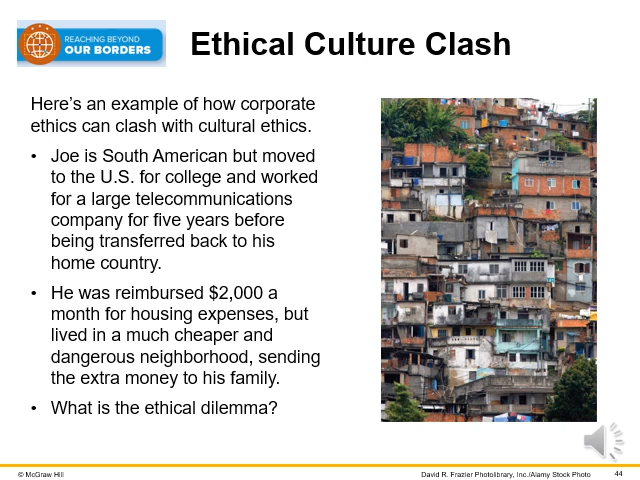 REACHING BEYOND
OUR BORDERS
Ethical Culture Clash
Here’s an example of how corporate
ethics can clash with cultural ethics.
• Joe is South American but moved
to the U.S. for college and worked
for a large telecommunications
company for five years before
being transferred back to his
home country.
• He was reimbursed $2,000 a
month for housing expenses, but
lived in a much cheaper and
dangerous neighborhood, sending
the extra money to his family.
• What is the ethical dilemma?
© McGraw Hill
David R. Frazier Photolibrary, Inc./Alamy Stock Photo
44